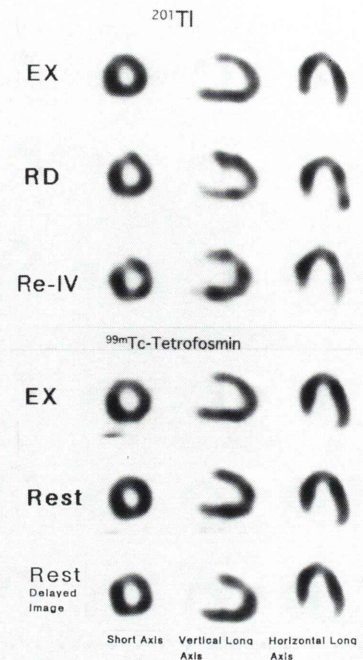 ²⁰¹Tl
EX
RD
Re-IV
⁹⁹ᵐTc-Tetrofosmin
EX
Rest
Rest
Delayed
Image
Short Axis Vertical Long Axis Horizontal Long Axis